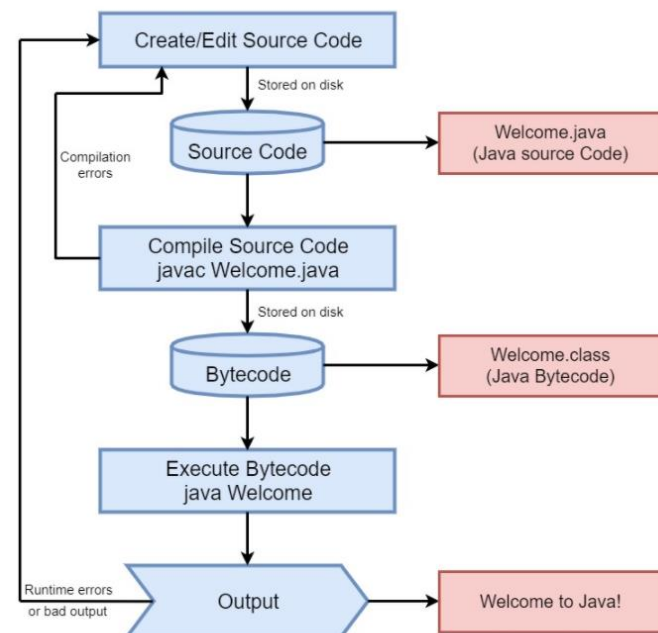 Create/Edit Source Code
Stored on disk
Source Code
Welcome.java
(Java source Code)
Compilation
errors
Compile Source Code
javac Welcome.java
Stored on disk
Bytecode
Welcome.class
(Java Bytecode)
Execute Bytecode
java Welcome
Runtime errors
or bad output
Output
Welcome to Java!